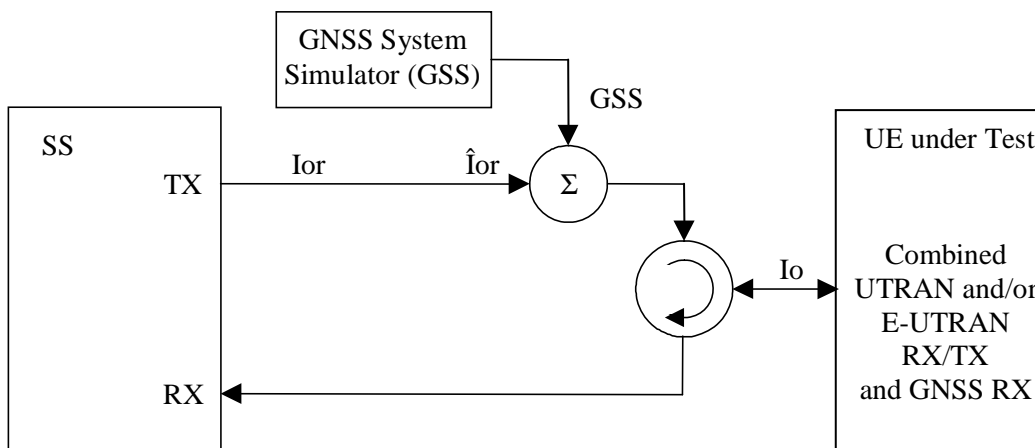 GNSS System
Simulator (GSS)
GSS
SS
UE under Test
TX
Ior
Îor
Σ
Io
Combined
UTRAN and/or
E-UTRAN
RX/TX
and GNSS RX
RX